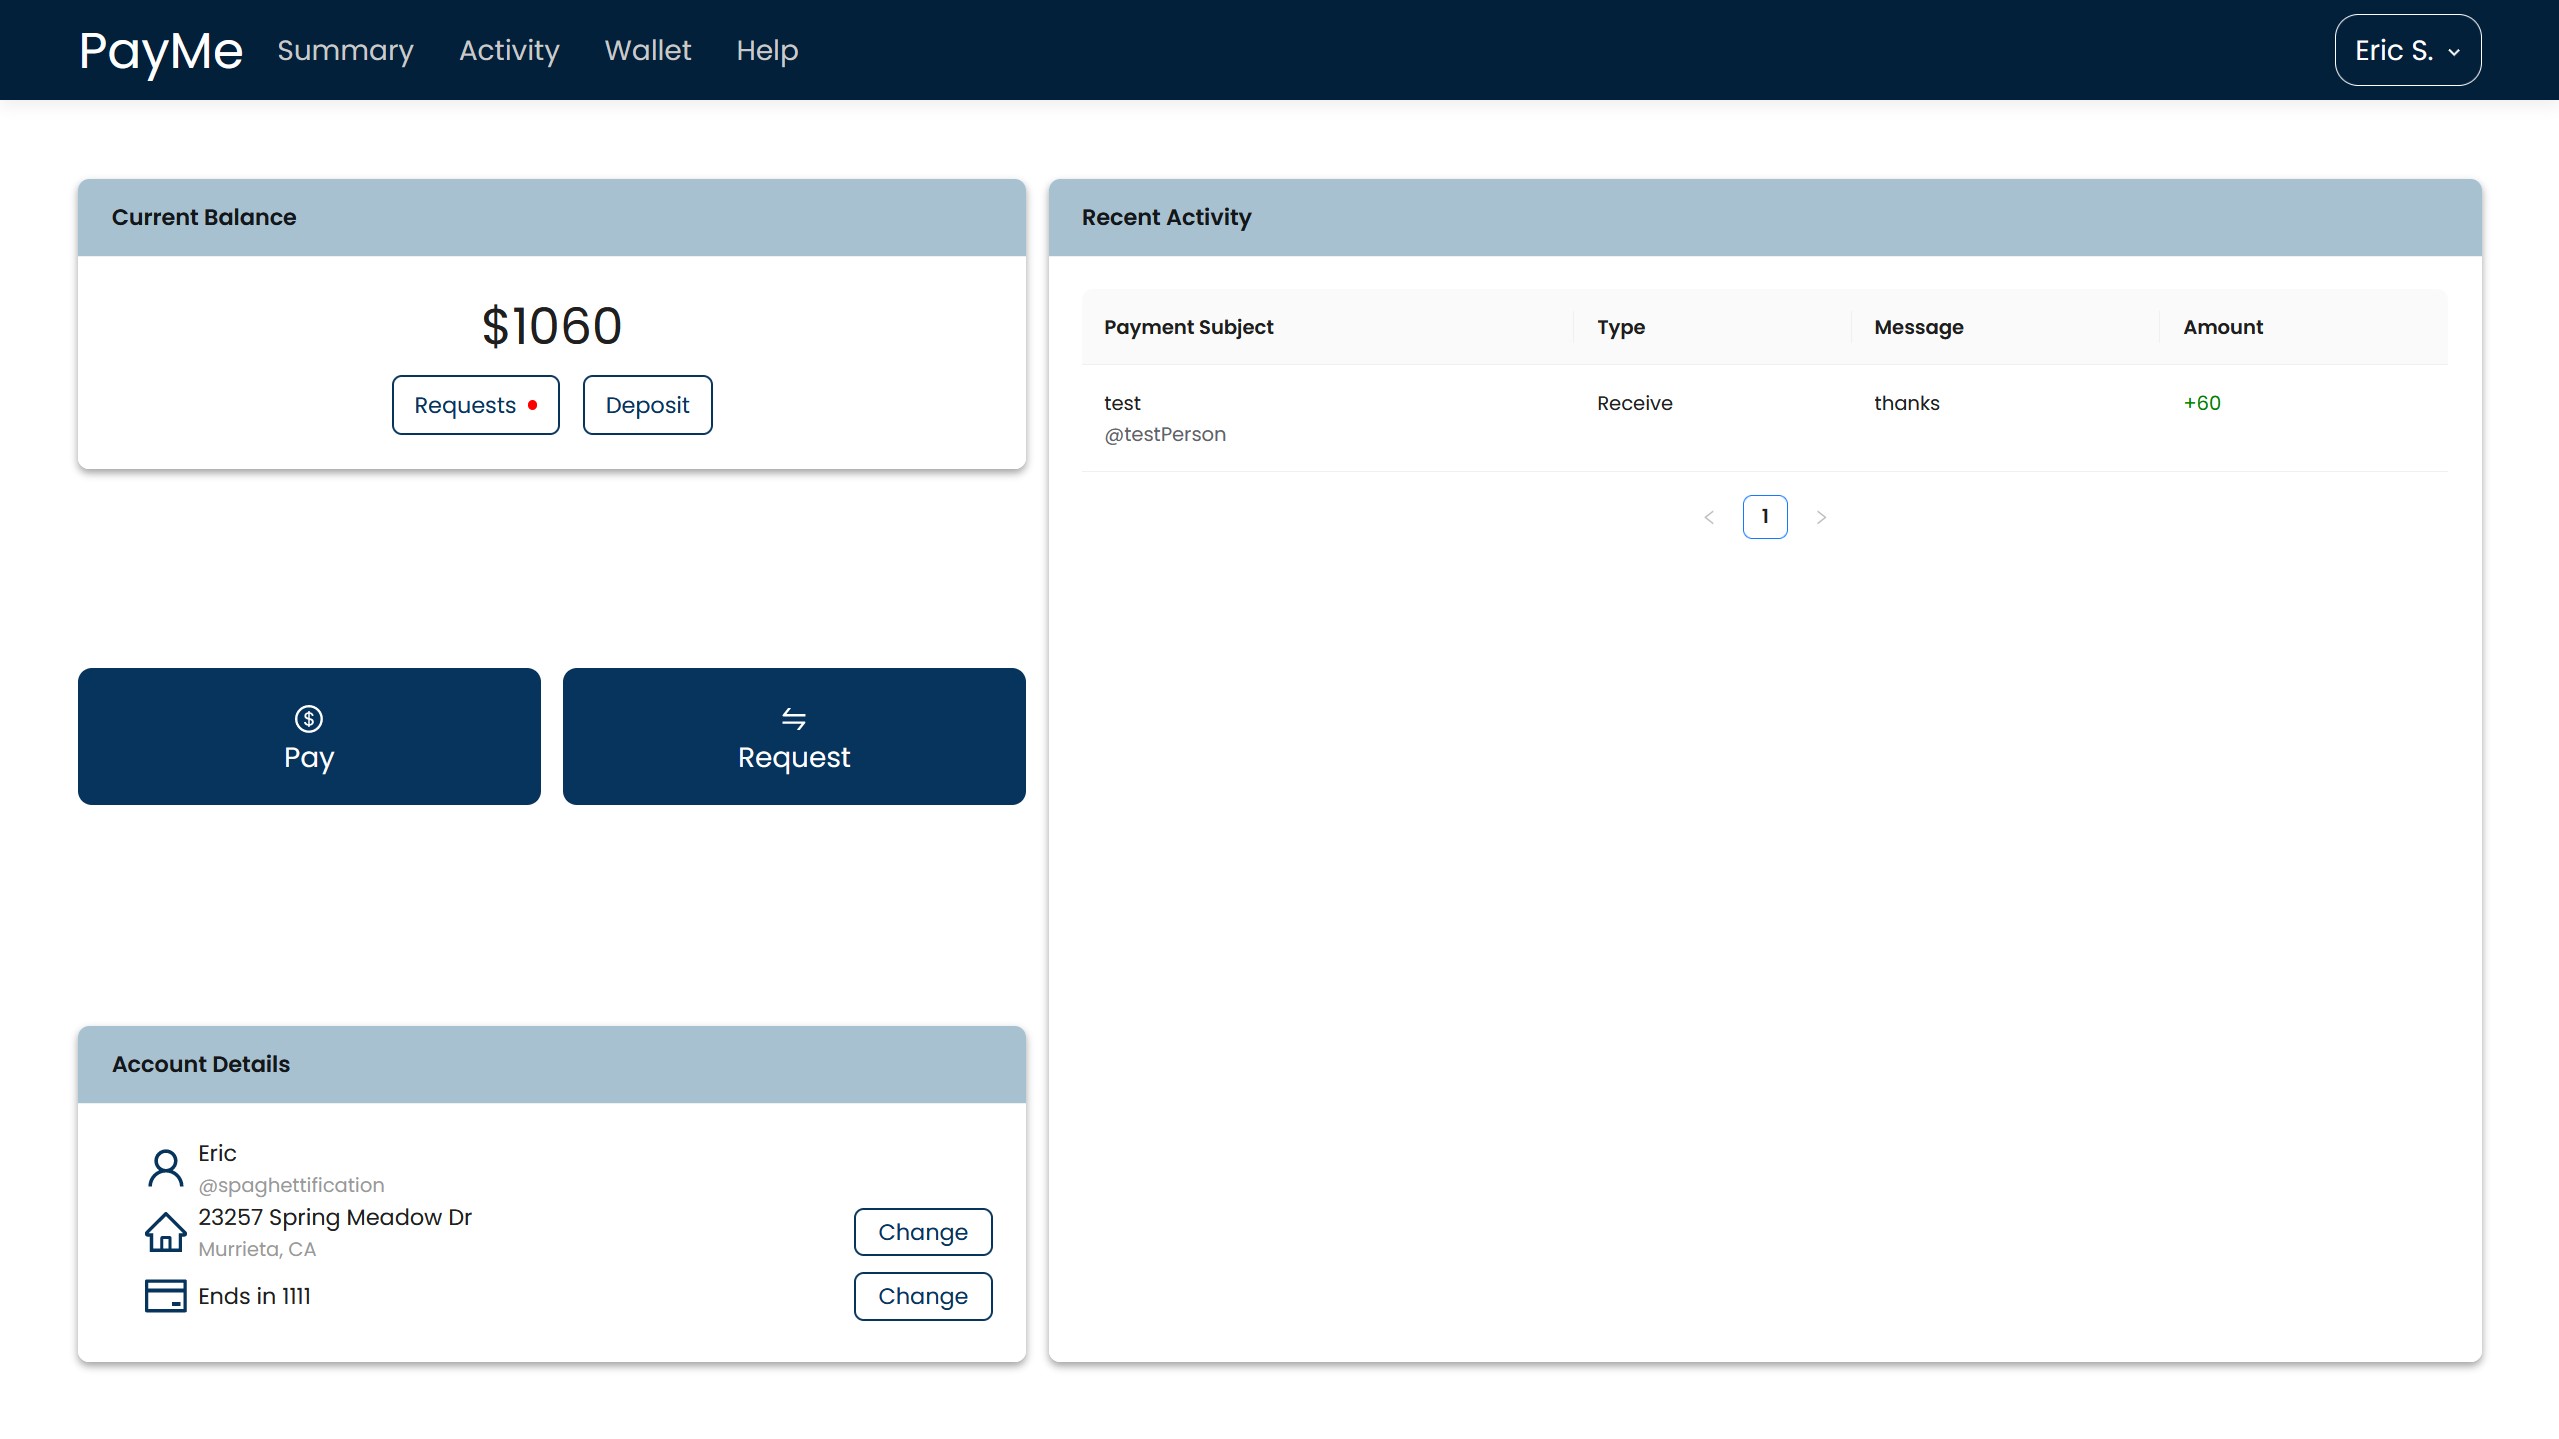 PayMe Summary Activity Wallet Help Eric S.
Current Balance
$1060
Requests Deposit
Pay
Request
Account Details
Eric
@spaghettification
23257 Spring Meadow Dr
Murrieta, CA
Change
Ends in 1111
Change
Recent Activity
Payment Subject Type Message Amount
test Receive thanks +60
@testPerson
< 1 >